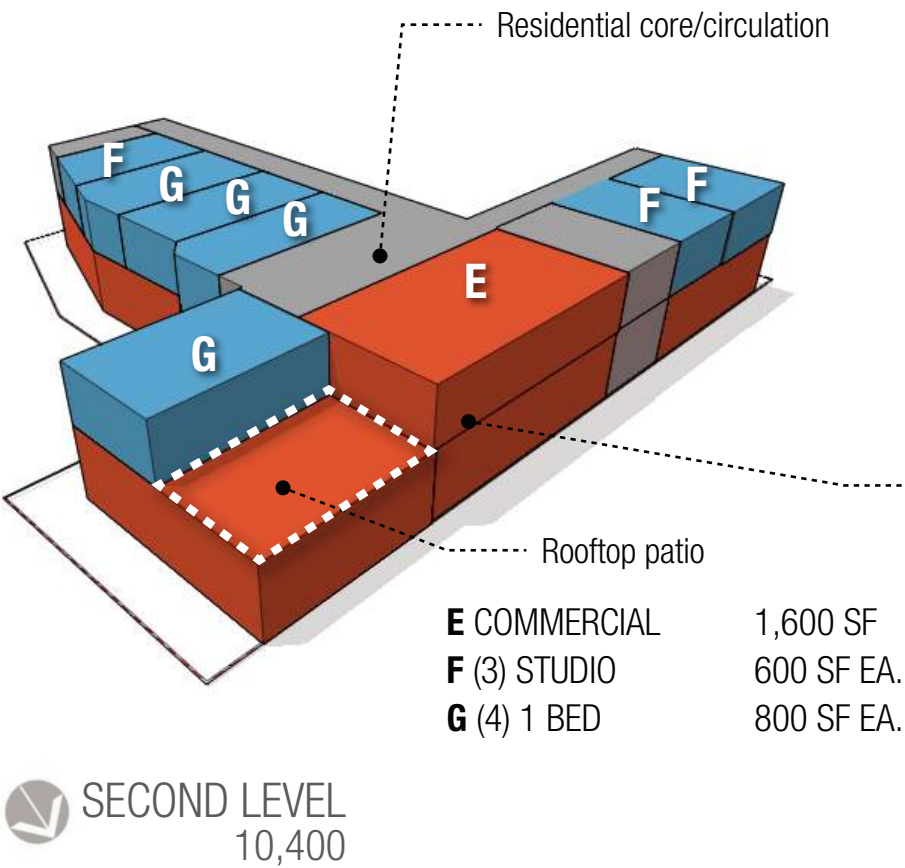 Residential core/circulation
F
G
G
G
F
F
E
G
Rooftop patio
E COMMERCIAL 1,600 SF
F (3) STUDIO 600 SF EA.
G (4) 1 BED 800 SF EA.
SECOND LEVEL
10,400